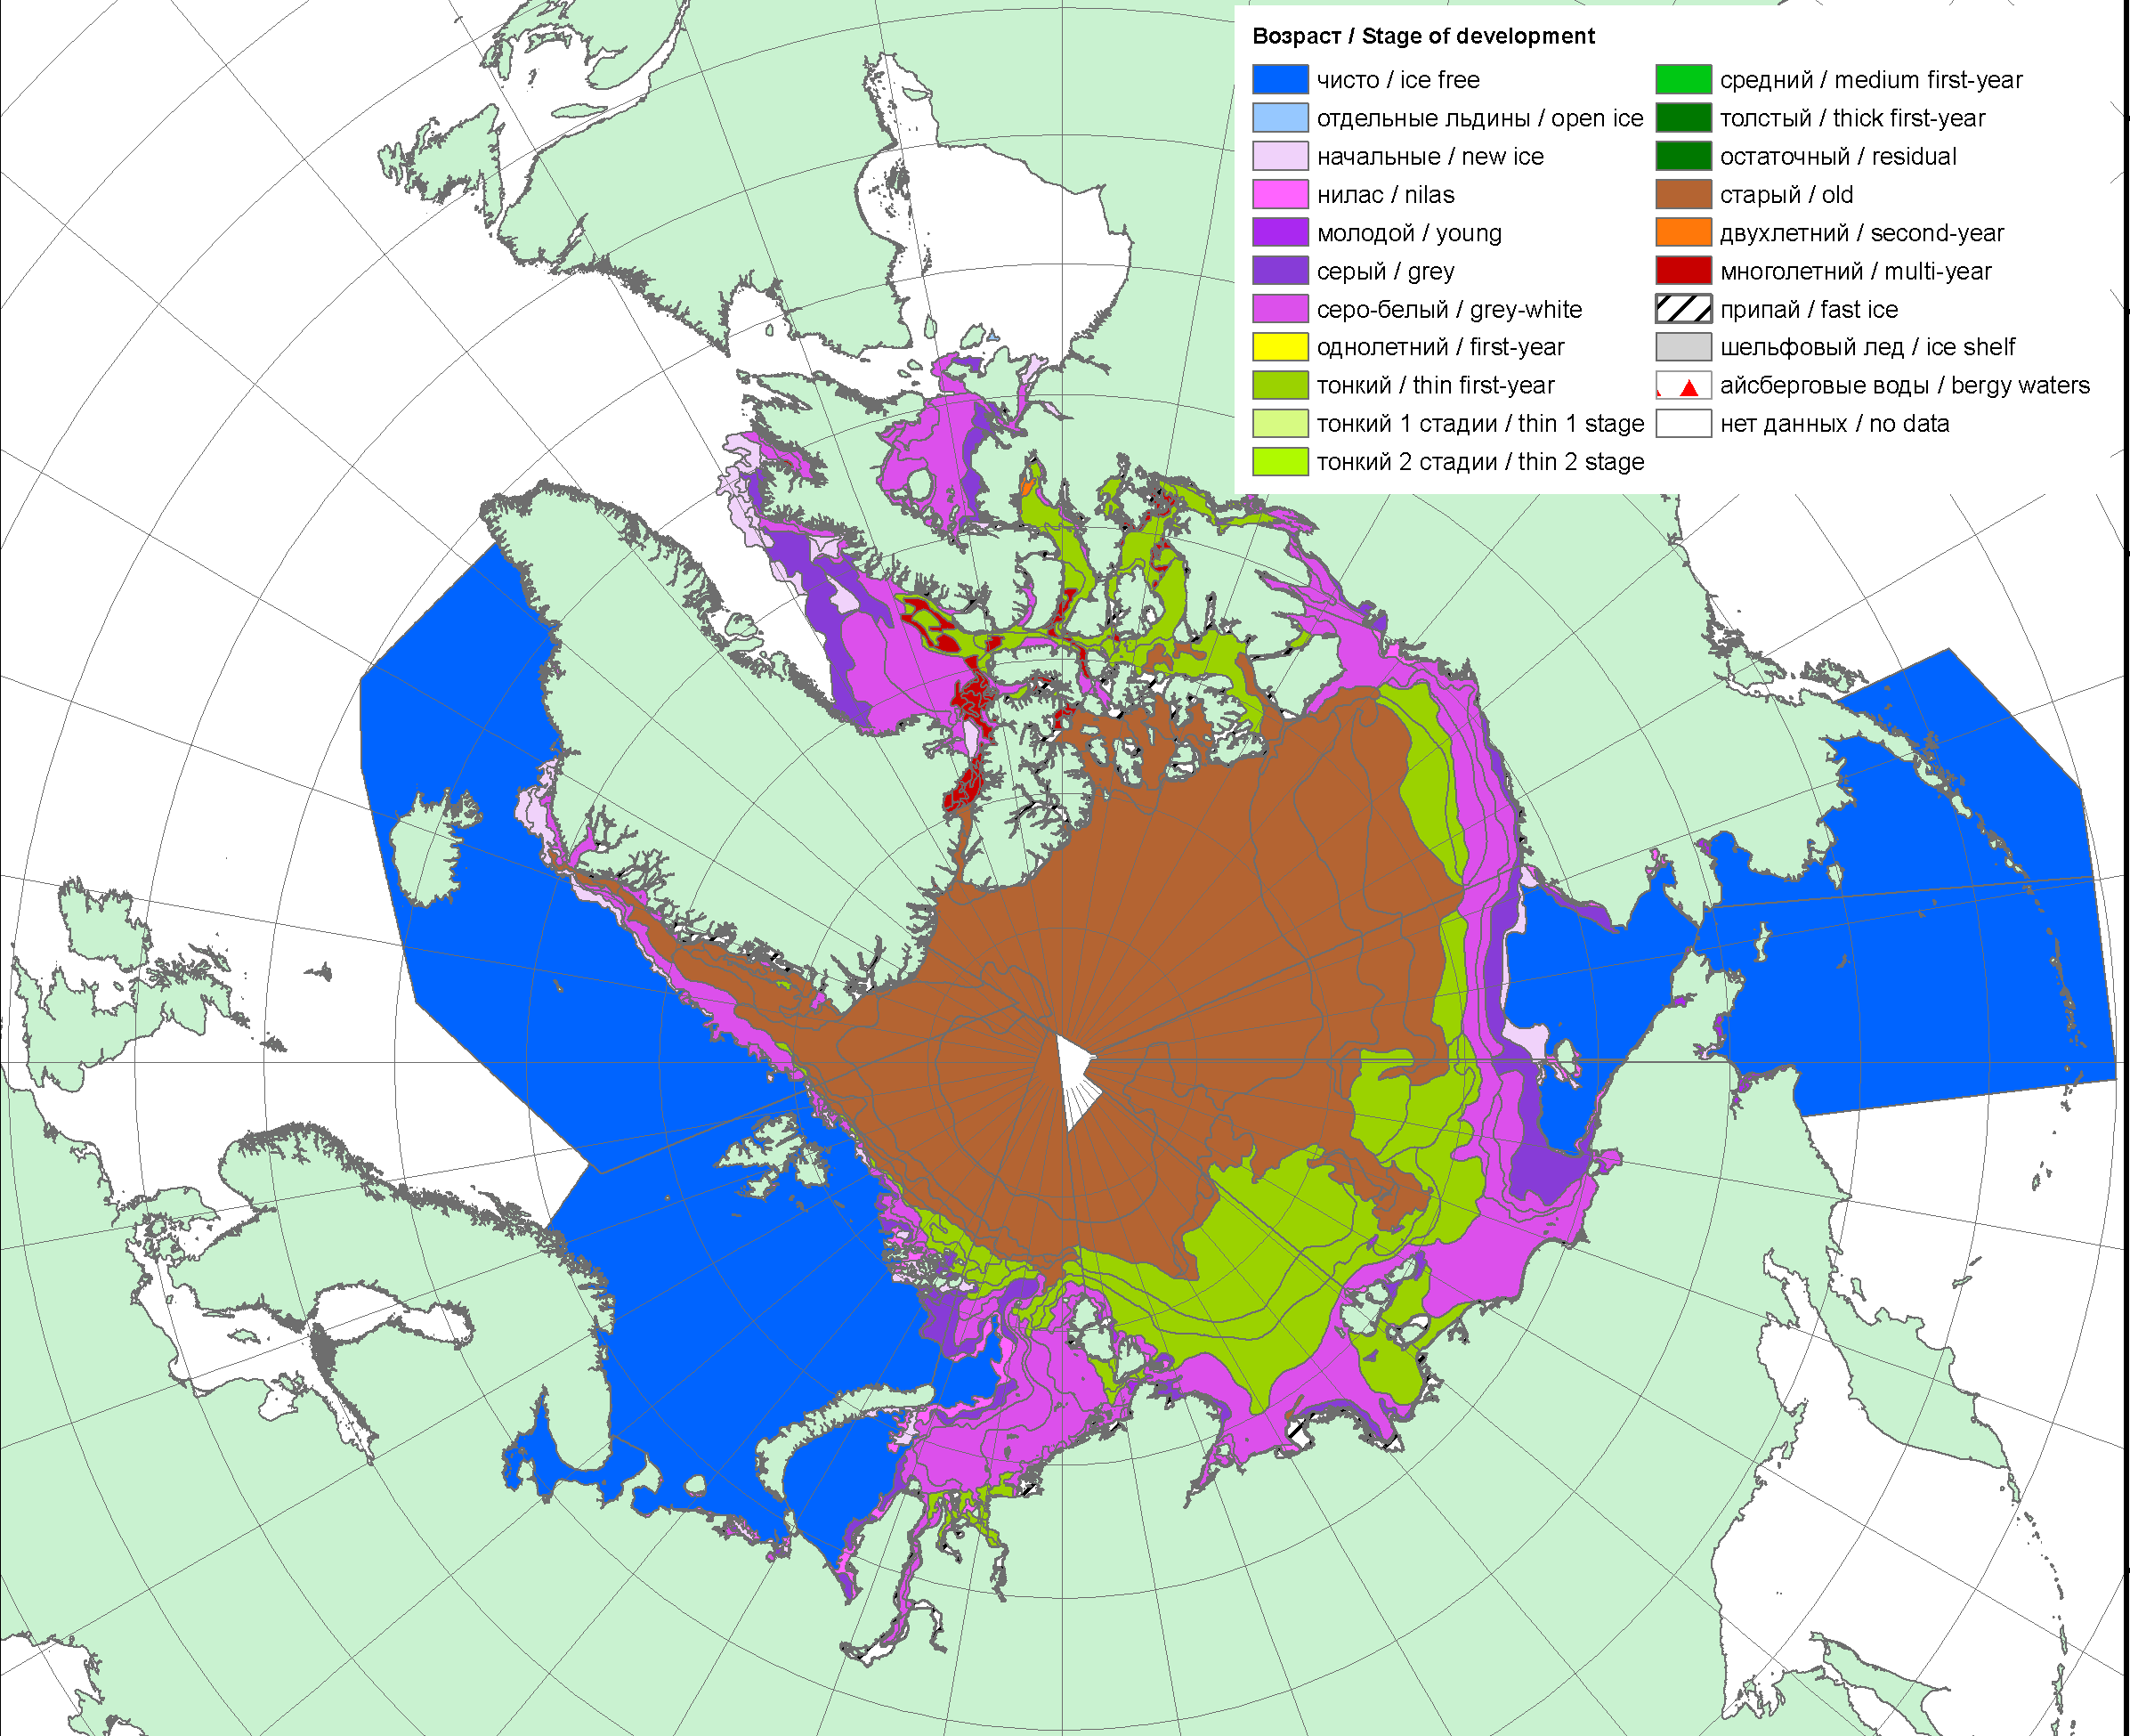 Возраст / Stage of development
чисто / ice free
отдельные льдины / open ice
начальные / new ice
нилас / nilas
молодой / young
серый / grey
серо-белый / grey-white
однолетний / first-year
тонкий / thin first-year
тонкий 1 стадии / thin 1 stage
тонкий 2 стадии / thin 2 stage
средний / medium first-year
толстый / thick first-year
остаточный / residual
старый / old
двухлетний / second-year
многолетний / multi-year
припай / fast ice
шельфовый лед / ice shelf
айсберговые воды / bergy waters
нет данных / no data